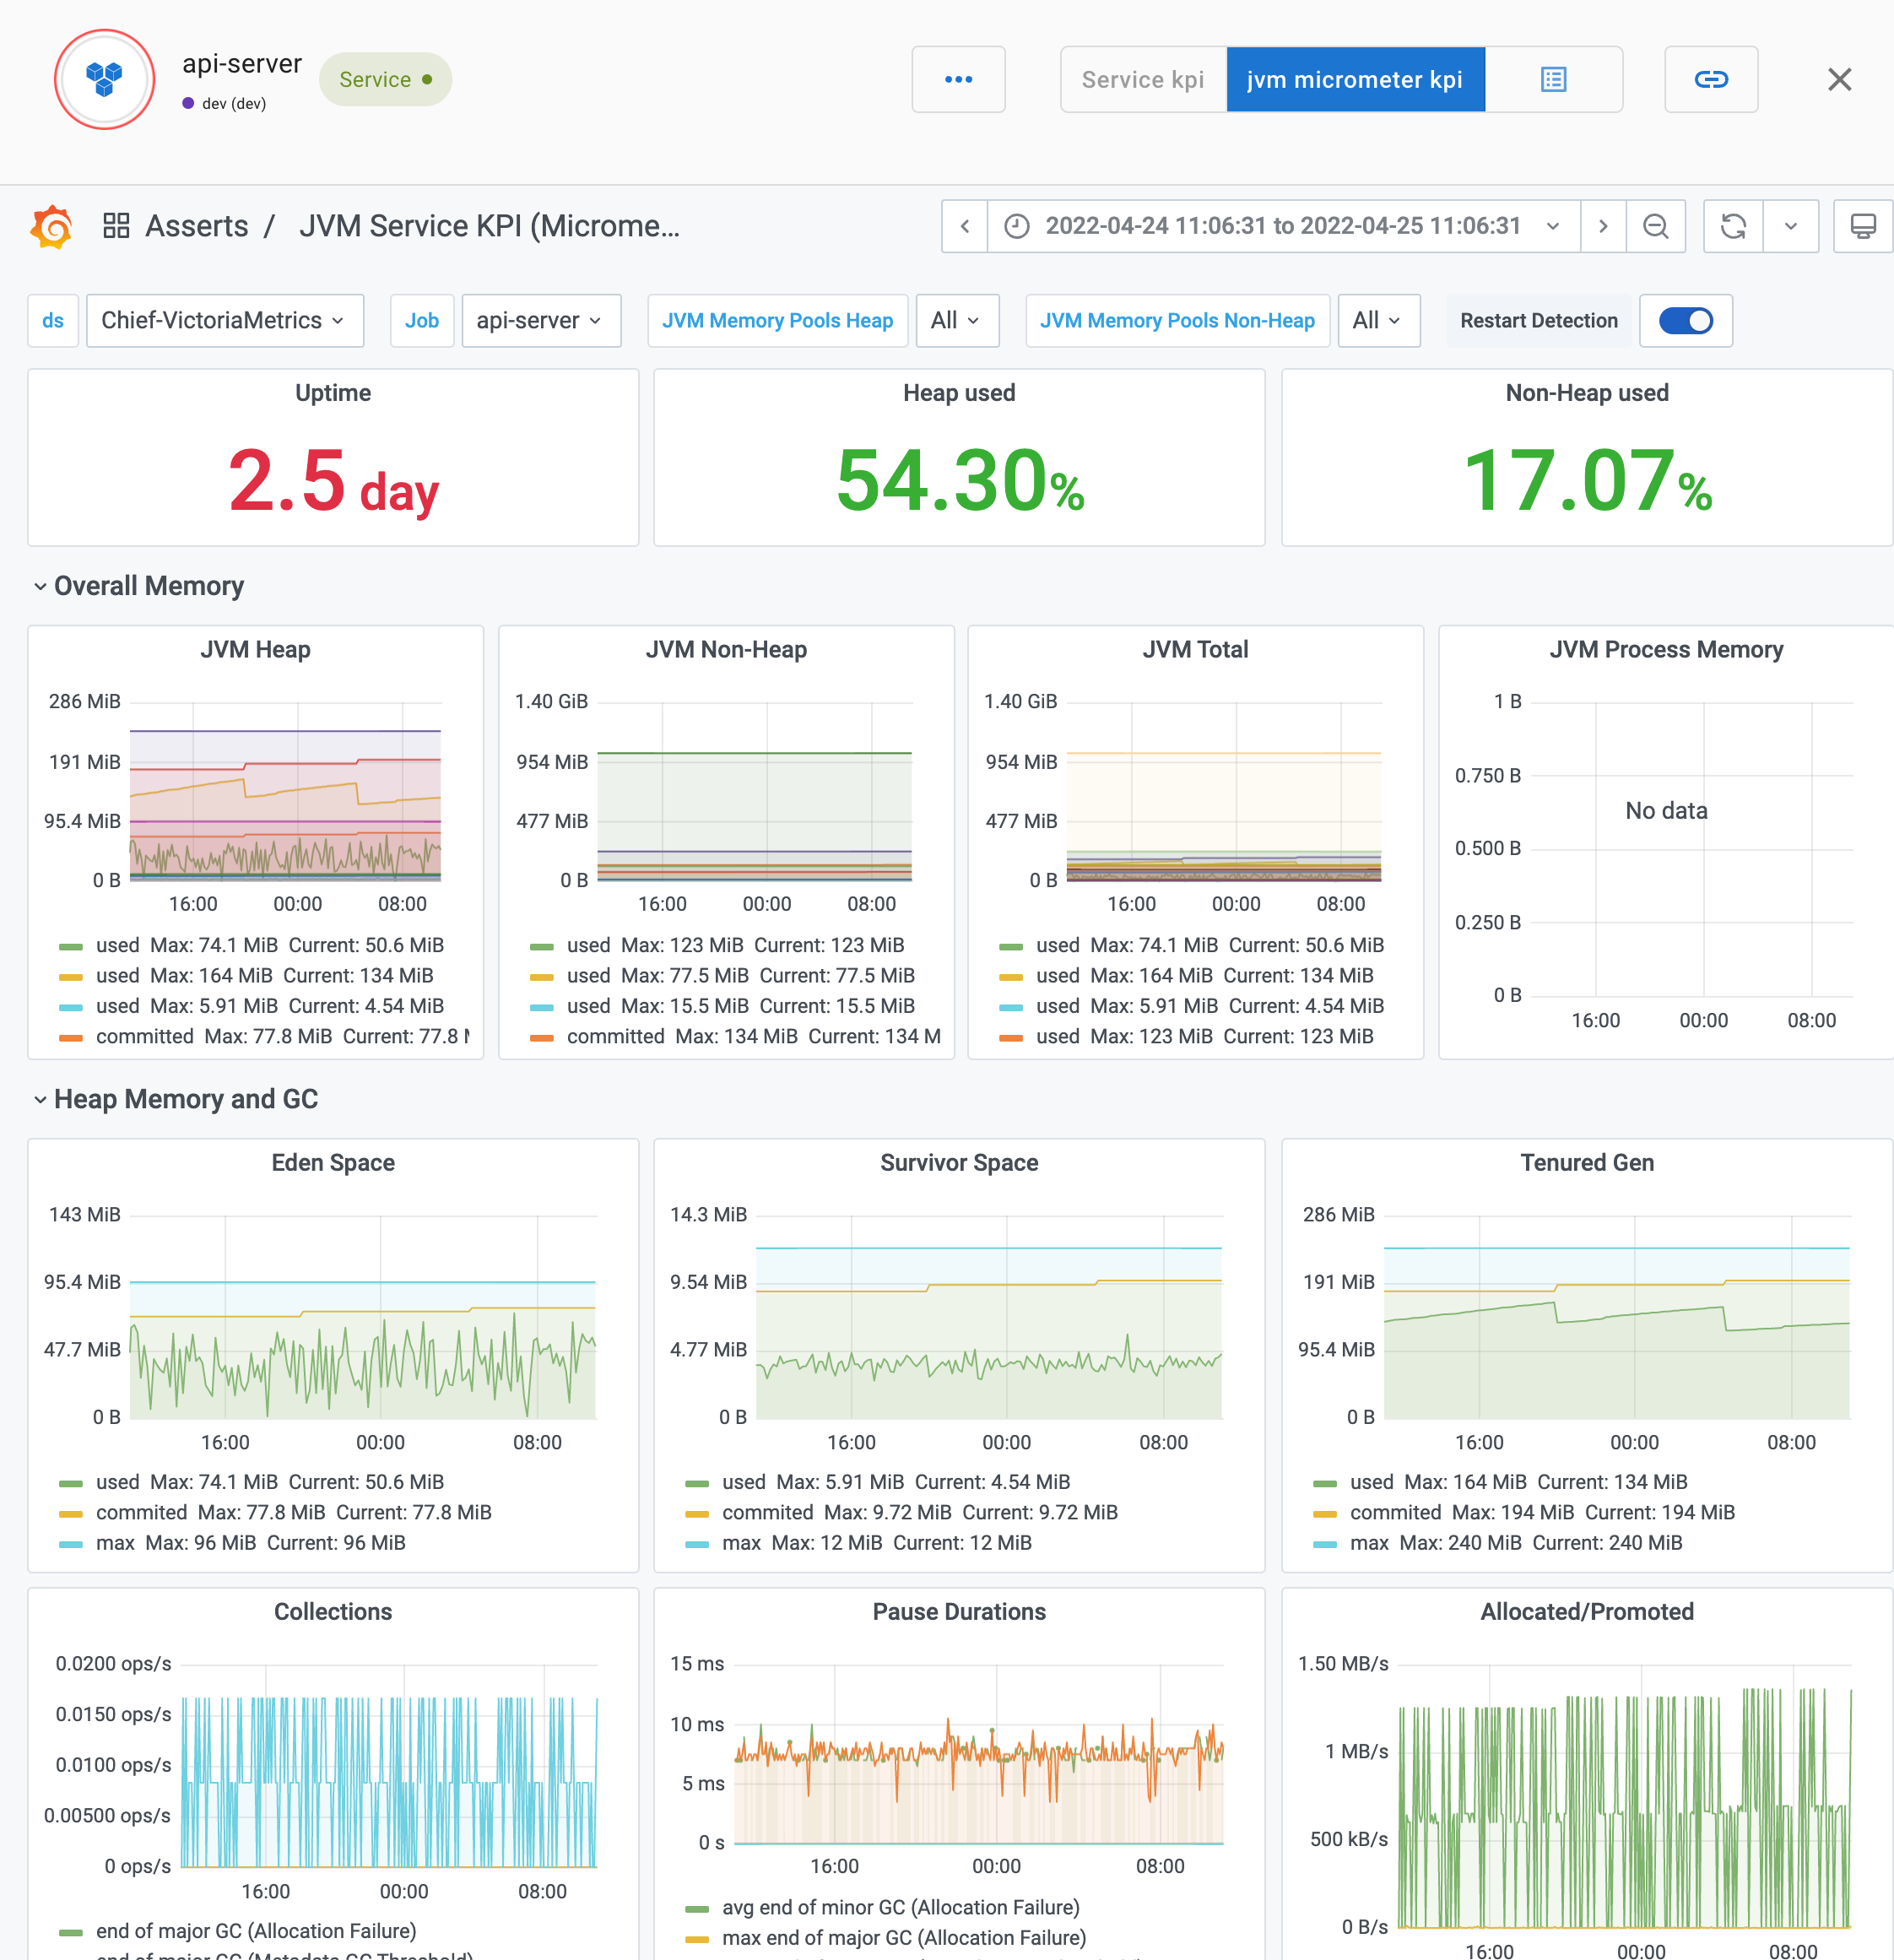 api-server
Service
dev (dev)
Service kpi
jvm micrometer kpi
Asserts / JVM Service KPI (Microme...
2022-04-24 11:06:31 to 2022-04-25 11:06:31
ds
Chief-VictoriaMetrics
Job
api-server
JVM Memory Pools Heap
All
JVM Memory Pools Non-Heap
All
Restart Detection
Uptime
2.5 day
Heap used
54.30%
Non-Heap used
17.07%
Overall Memory
JVM Heap
286 MiB
191 MiB
95.4 MiB
0 B
16:00 00:00 08:00
used Max: 74.1 MiB Current: 50.6 MiB
used Max: 164 MiB Current: 134 MiB
used Max: 5.91 MiB Current: 4.54 MiB
committed Max: 77.8 MiB Current: 77.8
JVM Non-Heap
1.40 GiB
954 MiB
477 MiB
0 B
16:00 00:00 08:00
used Max: 123 MiB Current: 123 MiB
used Max: 77.5 MiB Current: 77.5 MiB
used Max: 15.5 MiB Current: 15.5 MiB
committed Max: 134 MiB Current: 134 M
JVM Total
1.40 GiB
954 MiB
477 MiB
0 B
16:00 00:00 08:00
used Max: 74.1 MiB Current: 50.6 MiB
used Max: 164 MiB Current: 134 MiB
used Max: 5.91 MiB Current: 4.54 MiB
used Max: 123 MiB Current: 123 MiB
JVM Process Memory
1 B
0.750 B
0.500 B
0.250 B
0 B
No data
16:00 00:00 08:00
Heap Memory and GC
Eden Space
143 MiB
95.4 MiB
47.7 MiB
0 B
16:00 00:00 08:00
used Max: 74.1 MiB Current: 50.6 MiB
commited Max: 77.8 MiB Current: 77.8 MiB
max Max: 96 MiB Current: 96 MiB
Survivor Space
14.3 MiB
9.54 MiB
4.77 MiB
0 B
16:00 00:00 08:00
used Max: 5.91 MiB Current: 4.54 MiB
commited Max: 9.72 MiB Current: 9.72 MiB
max Max: 12 MiB Current: 12 MiB
Tenured Gen
286 MiB
191 MiB
95.4 MiB
0 B
16:00 00:00 08:00
used Max: 164 MiB Current: 134 MiB
commited Max: 194 MiB Current: 194 MiB
max Max: 240 MiB Current: 240 MiB
Collections
0.0200 ops/s
0.0150 ops/s
0.0100 ops/s
0.00500 ops/s
0 ops/s
16:00 00:00 08:00
end of major GC (Allocation Failure)
end of major GC (Metadata GC Threshold)
Pause Durations
15 ms
10 ms
5 ms
0 s
16:00 00:00 08:00
avg end of minor GC (Allocation Failure)
max end of major GC (Allocation Failure)
Allocated/Promoted
1.50 MB/s
1 MB/s
500 kB/s
0 B/s
16:00 00:00 08:00